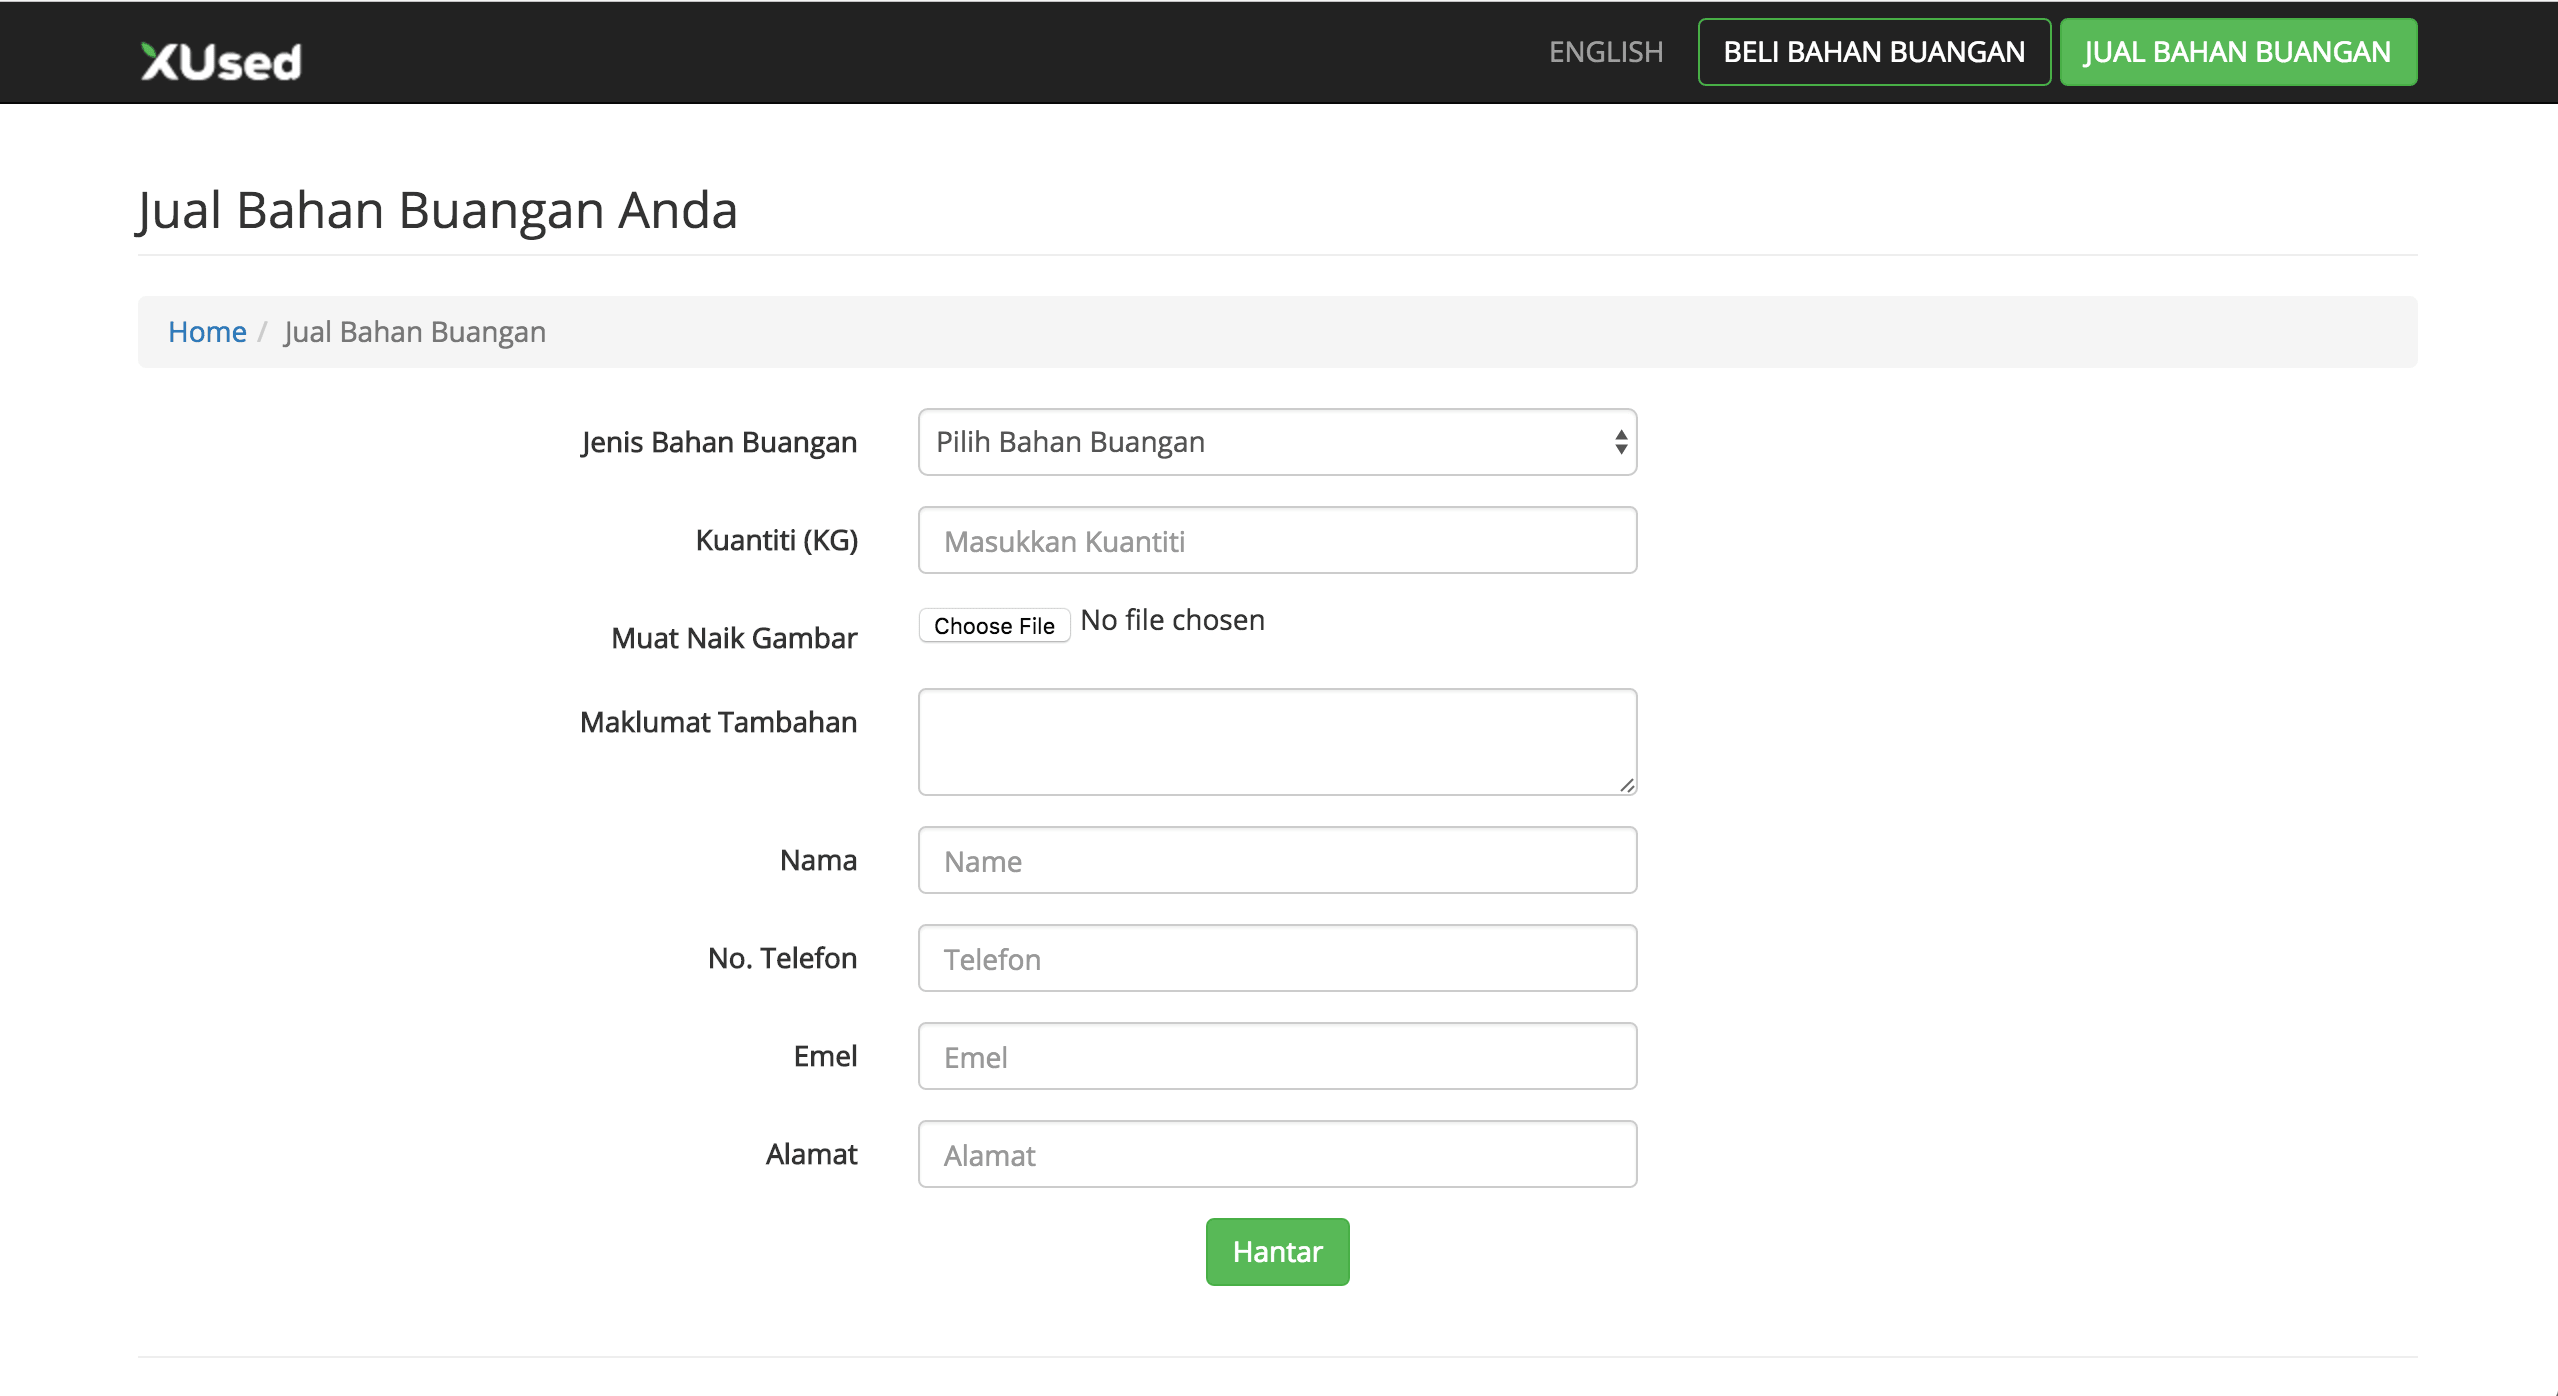 XUsed
ENGLISH
BELI BAHAN BUANGAN
JUAL BAHAN BUANGAN
Jual Bahan Buangan Anda
Home / Jual Bahan Buangan
Jenis Bahan Buangan
Pilih Bahan Buangan
Kuantiti (KG)
Masukkan Kuantiti
Muat Naik Gambar
Choose File No file chosen
Maklumat Tambahan
Nama
Name
No. Telefon
Telefon
Emel
Emel
Alamat
Alamat
Hantar